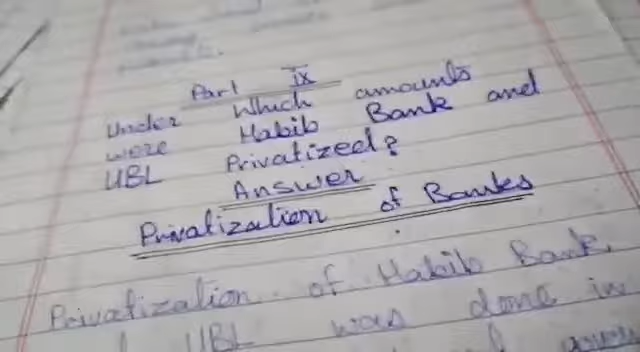 Part IX
Under Which amounts
were Habib Bank and
UBL Privatized?
Answer
Privatization of Banks
Privatization of Habib Bank,
UBL was done in